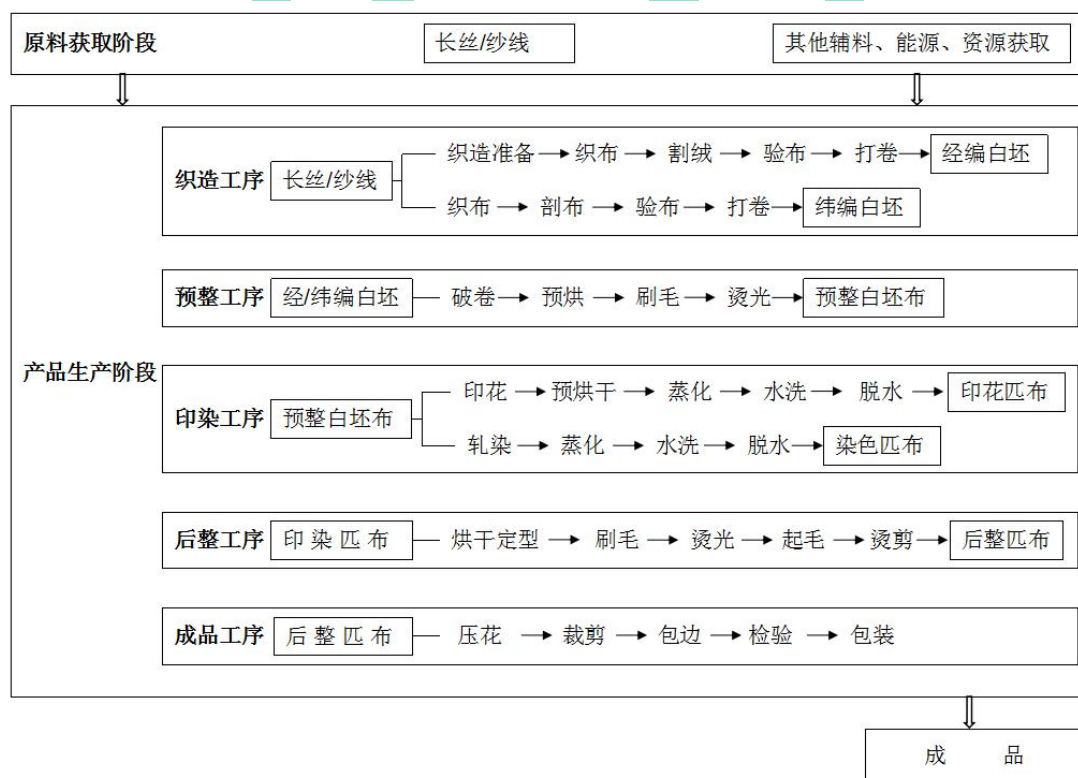 原料获取阶段 长丝/纱线 其他辅料、能源、资源获取
织造准备 织布 割绒 验布 打卷 经编白坯
织造工序 长丝/纱线
织布 剖布 验布 打卷 纬编白坯
预整工序 经/纬编白坯 破卷 预烘 刷毛 烫光 预整白坯布
产品生产阶段
印花 预烘干 蒸化 水洗 脱水 印花匹布
印染工序 预整白坯布
轧染 蒸化 水洗 脱水 染色匹布
后整工序 印染匹布 烘干定型 刷毛 烫光 起毛 烫剪 后整匹布
成品工序 后整匹布 压花 裁剪 包边 检验 包装
成 品